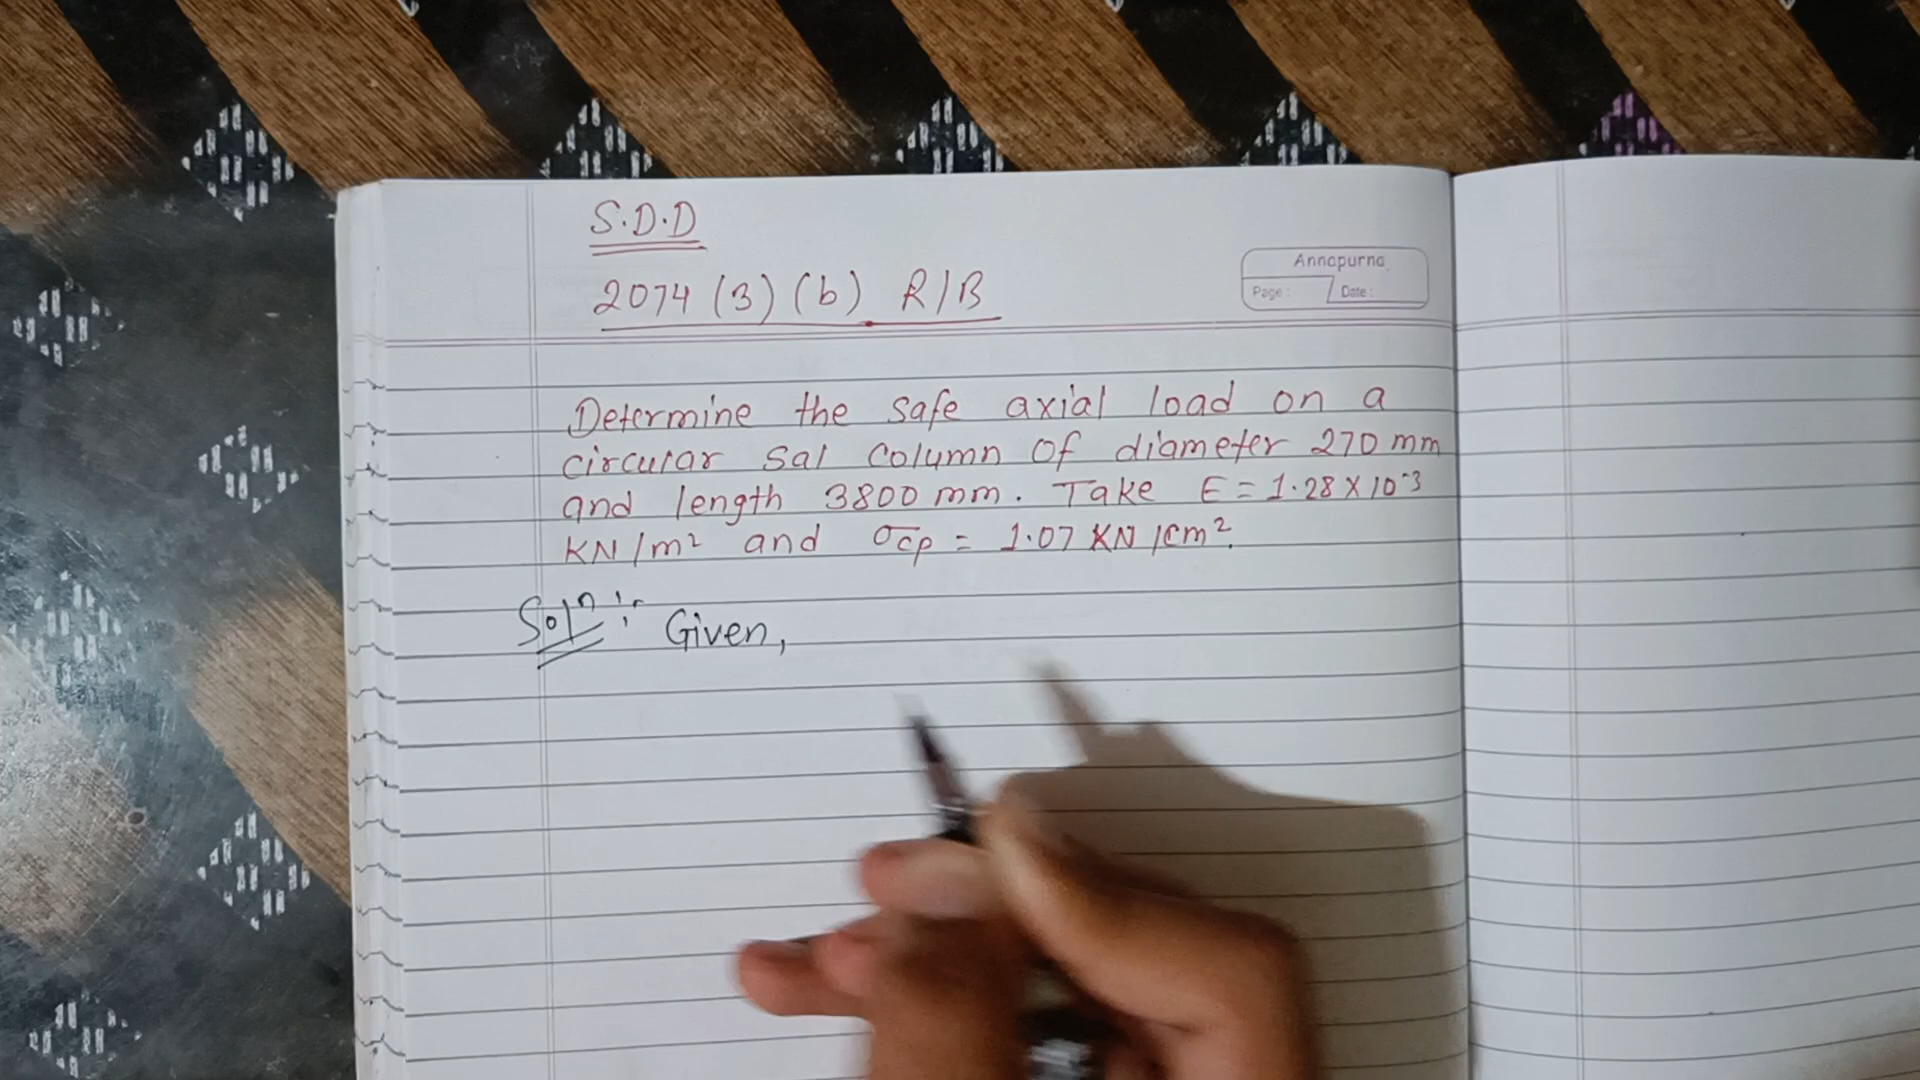 S.D.D
2074 (3) (b) R/B
Annapurna
Page: Date:
Determine the safe axial load on a
circular sal column of diameter 270 mm
and length 3800 mm. Take E = 1.28 X 10⁻³
KN/m² and σcp = 1.07 KN/cm².
Solⁿ:- Given,